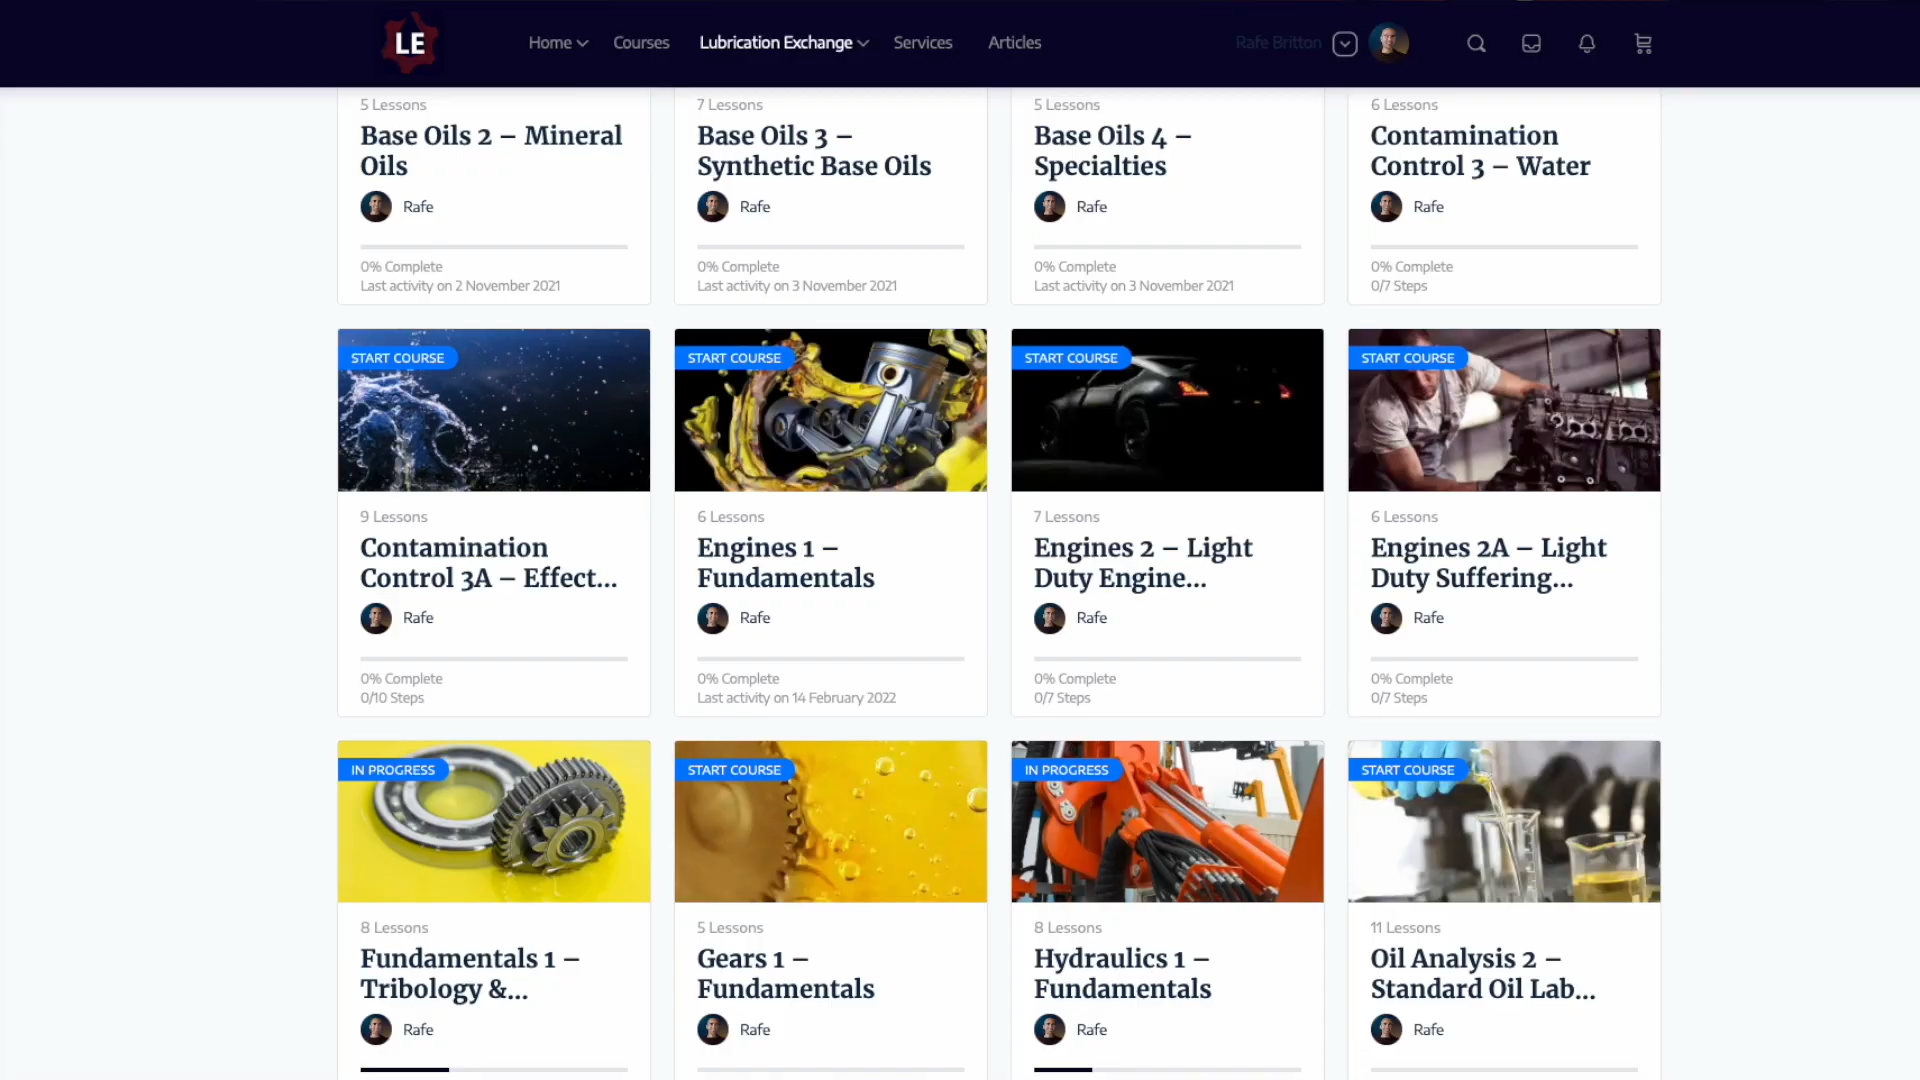 LE
Home
Courses
Lubrication Exchange
Services
Articles
Rafe Britton
5 Lessons
Base Oils 2 – Mineral
Oils
Rafe
0% Complete
Last activity on 2 November 2021
7 Lessons
Base Oils 3 –
Synthetic Base Oils
Rafe
0% Complete
Last activity on 3 November 2021
5 Lessons
Base Oils 4 –
Specialties
Rafe
0% Complete
Last activity on 3 November 2021
6 Lessons
Contamination
Control 3 – Water
Rafe
0% Complete
0/7 Steps
START COURSE
9 Lessons
Contamination
Control 3A – Effect...
Rafe
0% Complete
0/10 Steps
START COURSE
6 Lessons
Engines 1 –
Fundamentals
Rafe
0% Complete
Last activity on 14 February 2022
START COURSE
7 Lessons
Engines 2 – Light
Duty Engine...
Rafe
0% Complete
0/7 Steps
START COURSE
6 Lessons
Engines 2A – Light
Duty Suffering...
Rafe
0% Complete
0/7 Steps
IN PROGRESS
8 Lessons
Fundamentals 1 –
Tribology &...
Rafe
START COURSE
5 Lessons
Gears 1 –
Fundamentals
Rafe
IN PROGRESS
8 Lessons
Hydraulics 1 –
Fundamentals
Rafe
START COURSE
11 Lessons
Oil Analysis 2 –
Standard Oil Lab...
Rafe